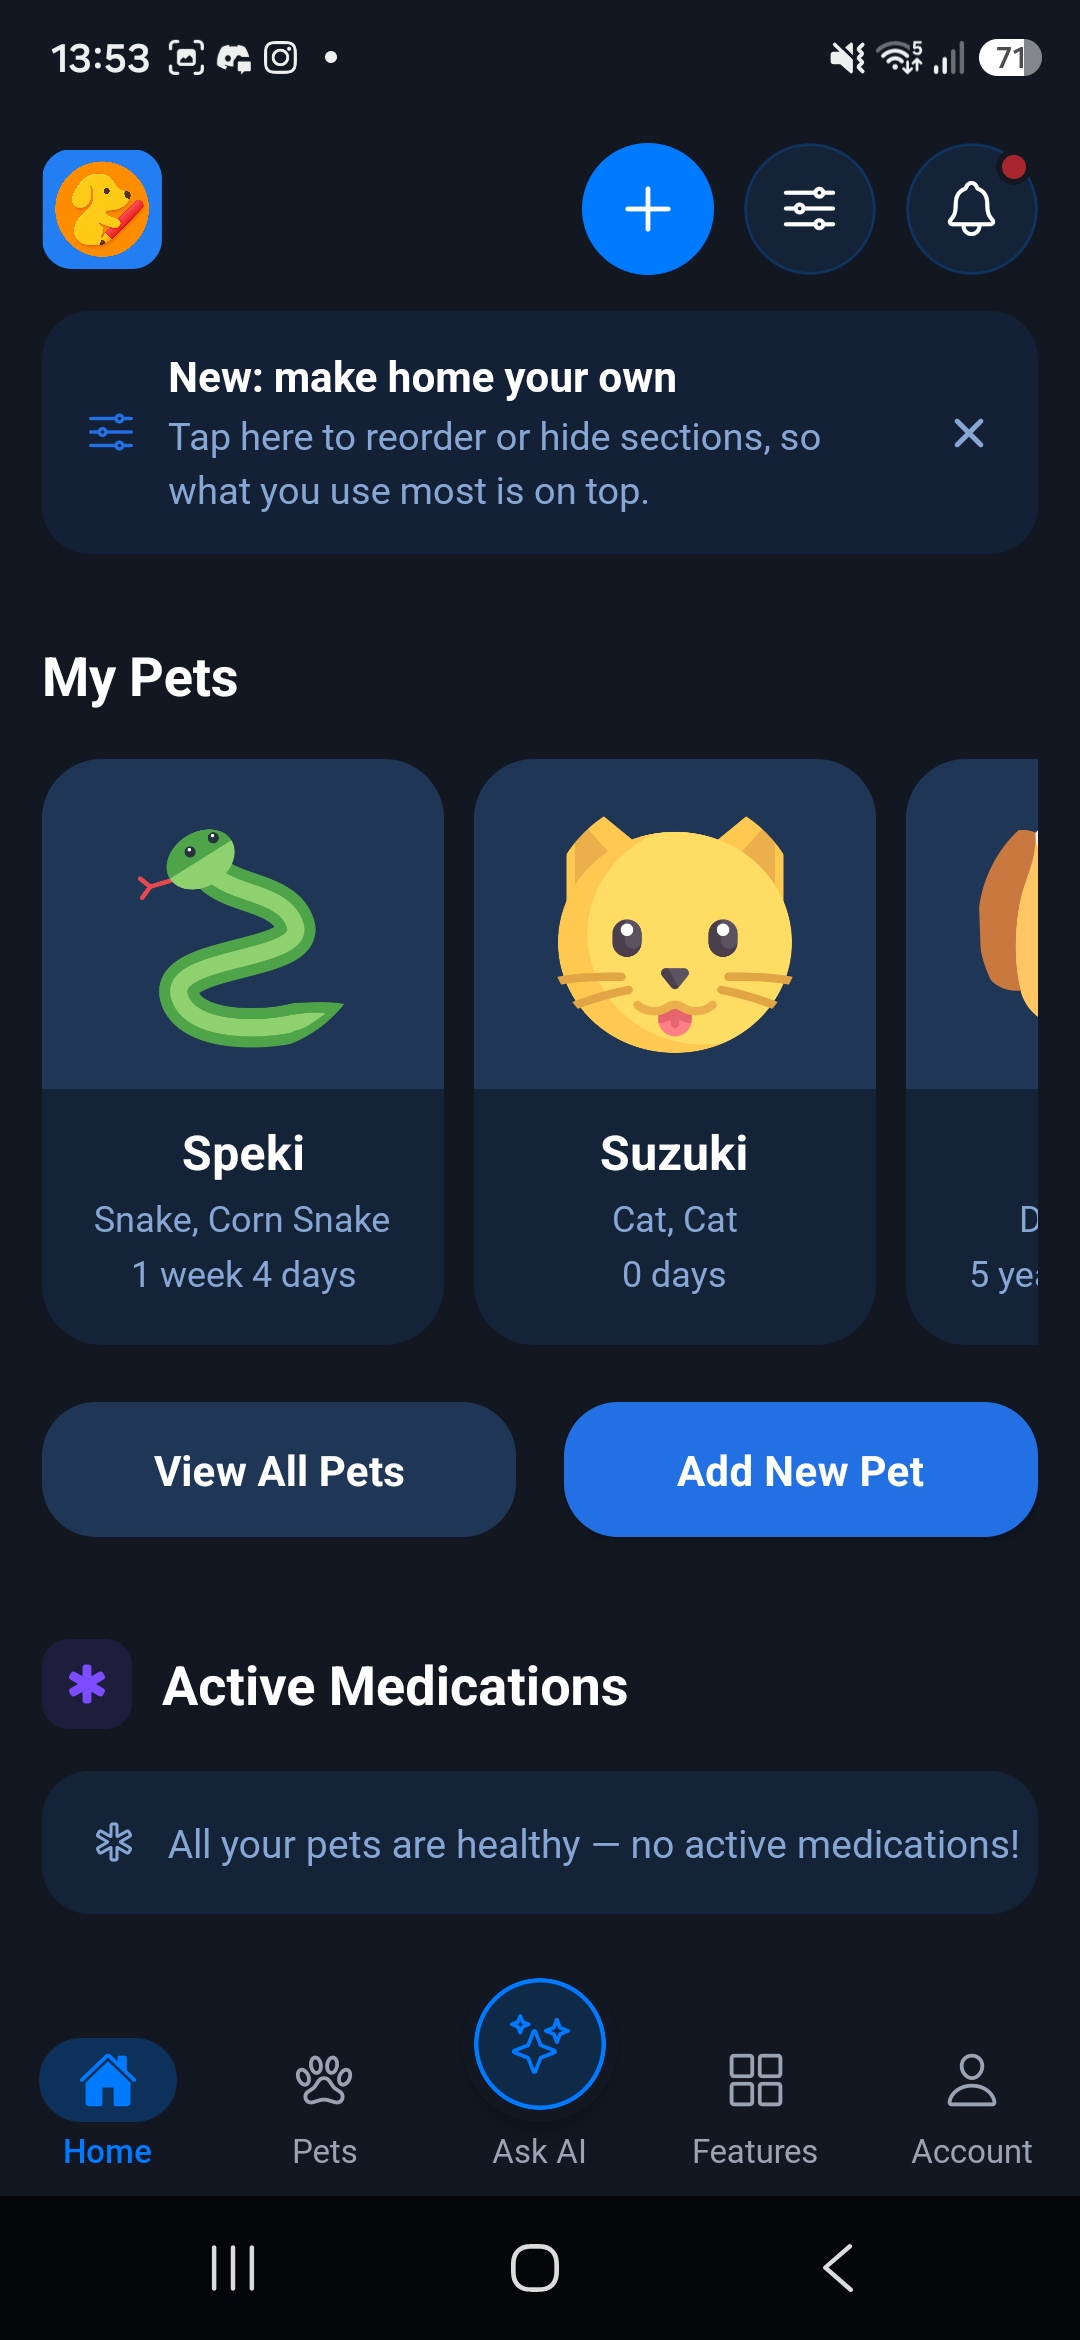 13:53
5
71
New: make home your own
Tap here to reorder or hide sections, so
what you use most is on top.
My Pets
Speki
Snake, Corn Snake
1 week 4 days
Suzuki
Cat, Cat
0 days
D
5 yea
View All Pets
Add New Pet
Active Medications
All your pets are healthy — no active medications!
Home
Pets
Ask AI
Features
Account